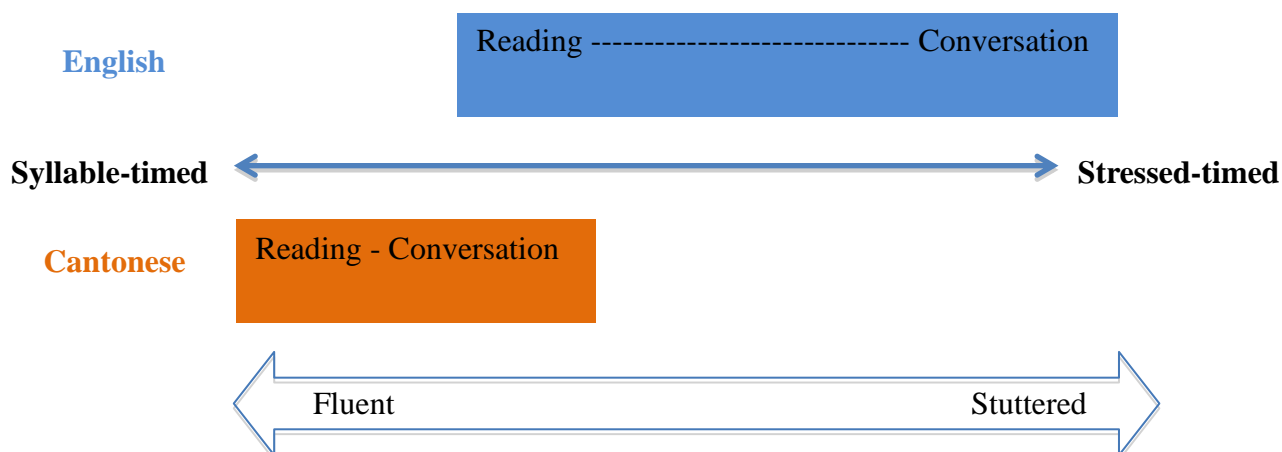 Reading ------------------------------ Conversation
English
Syllable-timed Stressed-timed
Reading - Conversation
Cantonese
Fluent Stuttered